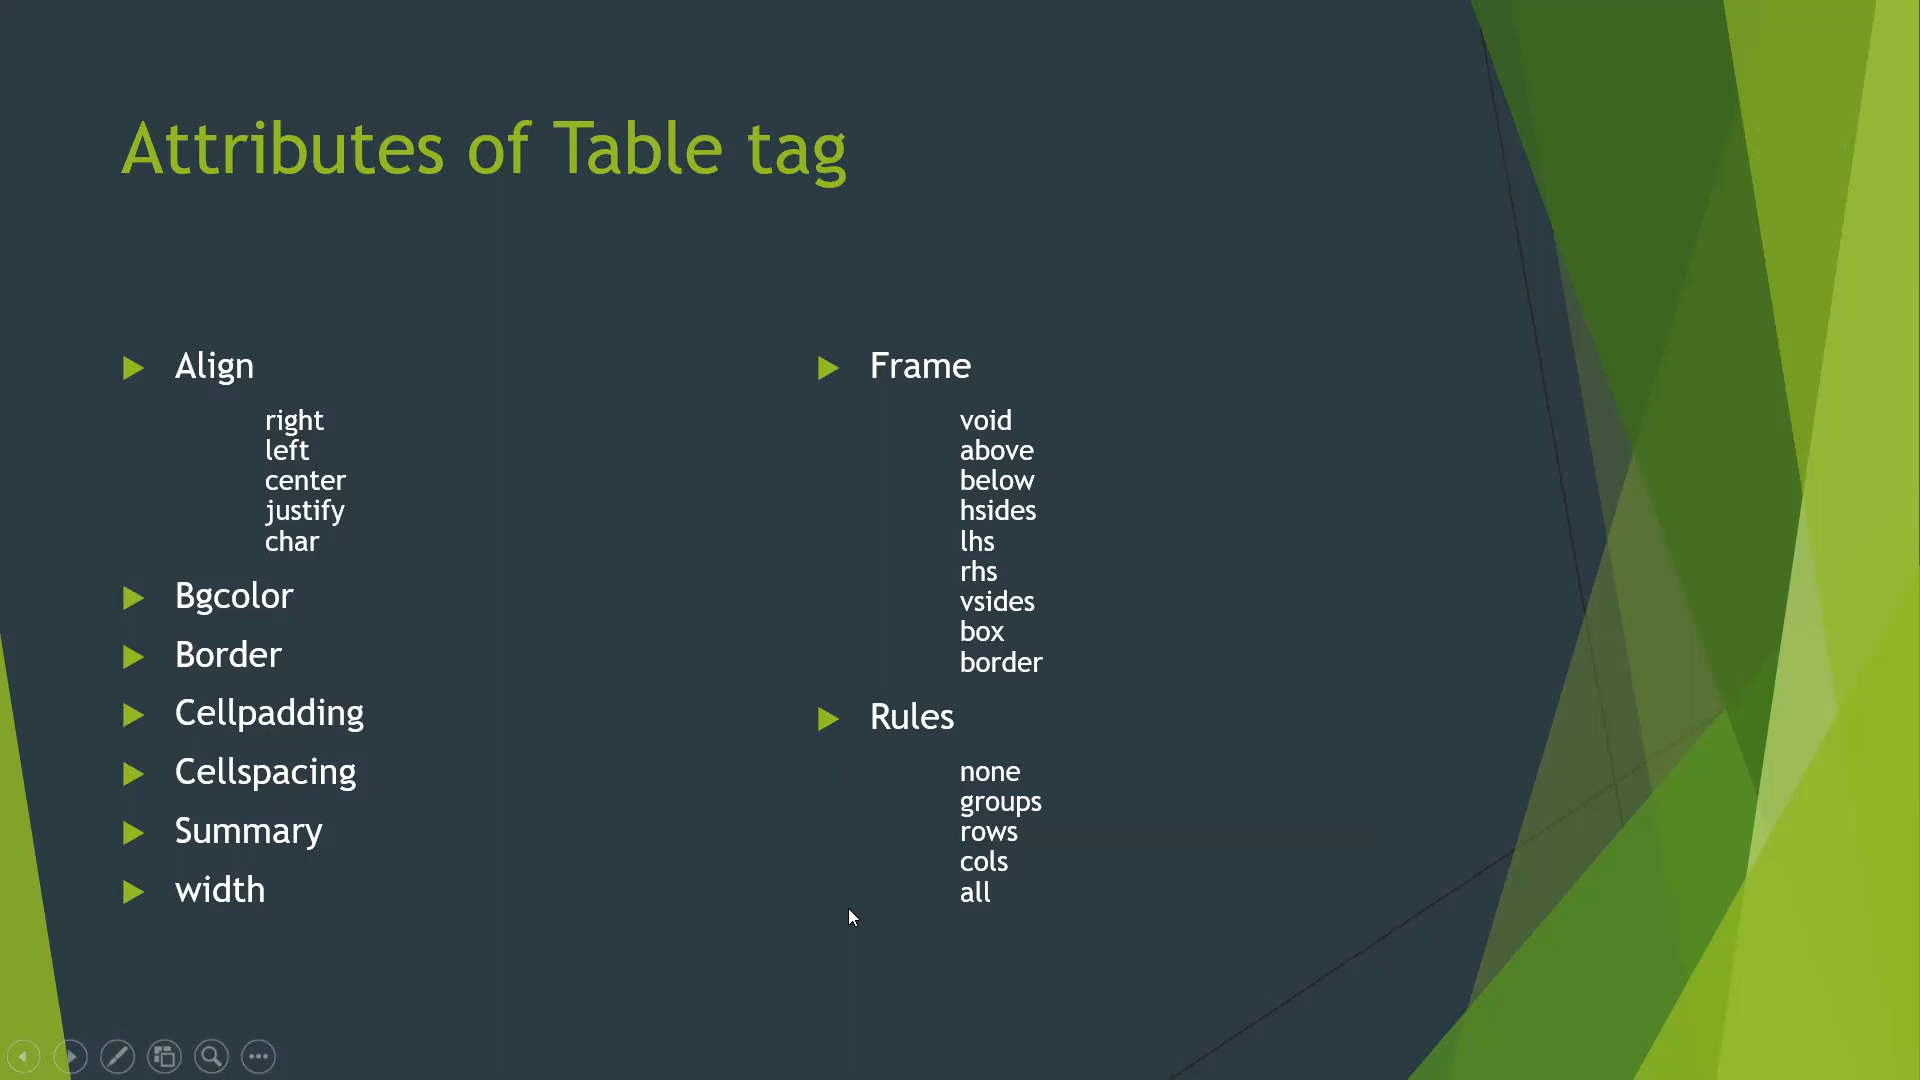 Attributes of Table tag
Align
right
left
center
justify
char
Bgcolor
Border
Cellpadding
Cellspacing
Summary
width
Frame
void
above
below
hsides
lhs
rhs
vsides
box
border
Rules
none
groups
rows
cols
all